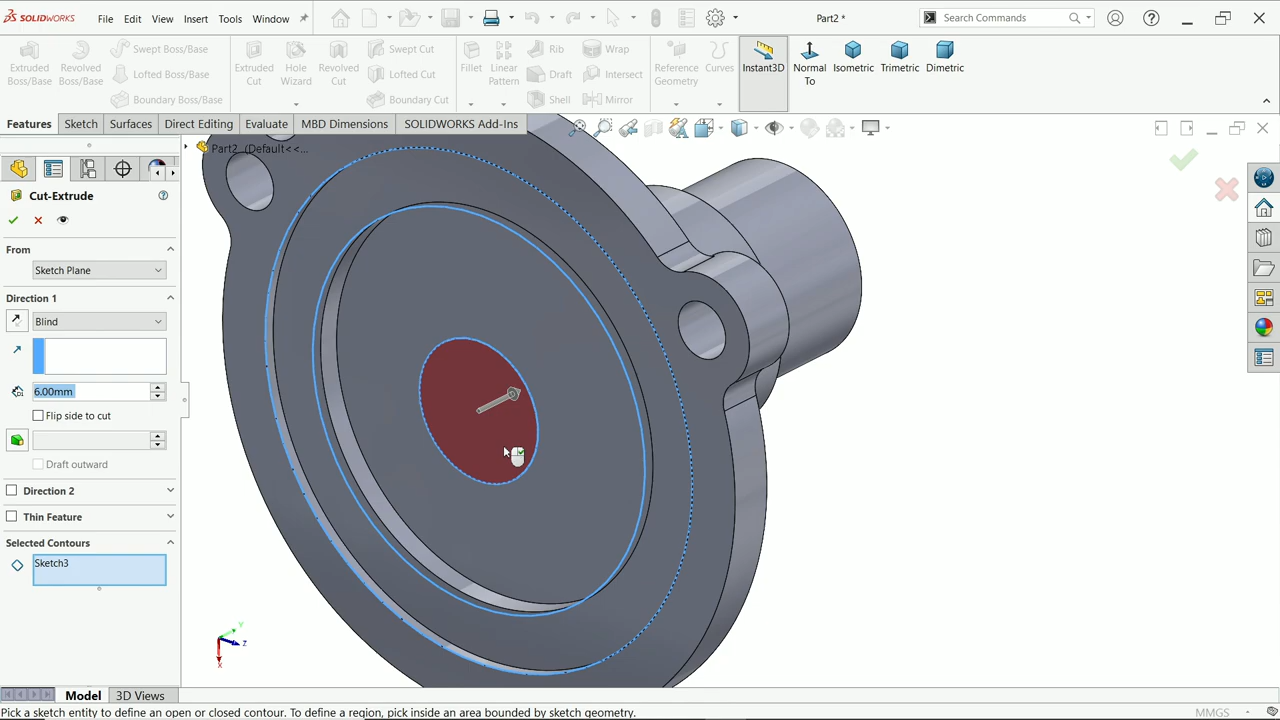 SOLIDWORKS File Edit View Insert Tools Window Part2 * Search Commands
Extruded Boss/Base
Revolved Boss/Base
Swept Boss/Base
Lofted Boss/Base
Boundary Boss/Base
Extruded Cut
Hole Wizard
Revolved Cut
Swept Cut
Lofted Cut
Boundary Cut
Fillet
Linear Pattern
Rib
Draft
Shell
Wrap
Intersect
Mirror
Reference Geometry
Curves
Instant3D
Normal To
Isometric
Trimetric
Dimetric
Features Sketch Surfaces Direct Editing Evaluate MBD Dimensions SOLIDWORKS Add-Ins
Part2 (Default<<...
Cut-Extrude
From
Sketch Plane
Direction 1
Blind
6.00mm
Flip side to cut
Draft outward
Direction 2
Thin Feature
Selected Contours
Sketch3
Y
Z
X
Model 3D Views
Pick a sketch entity to define an open or closed contour. To define a region, pick inside an area bounded by sketch geometry. MMGS